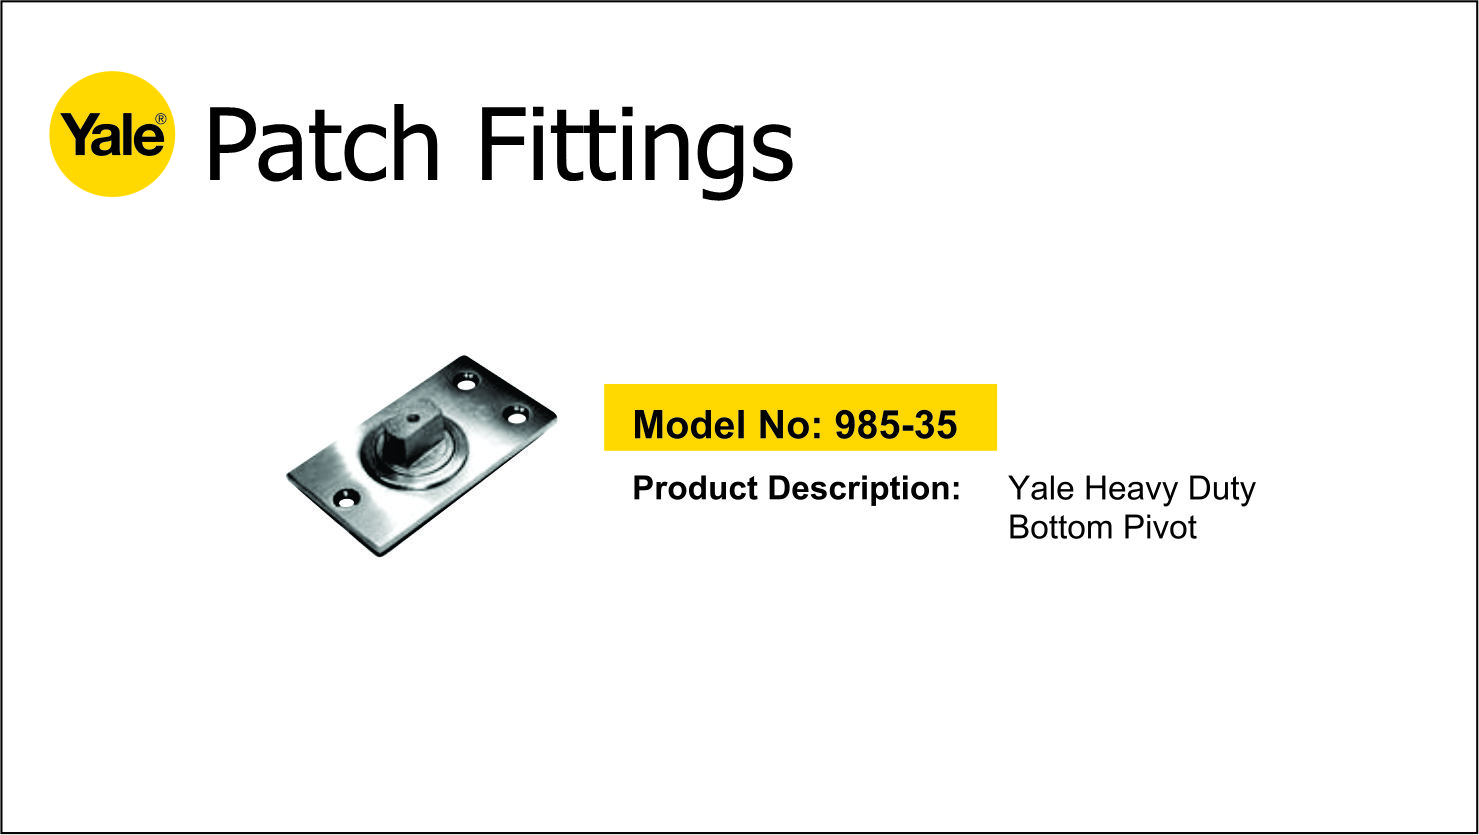 Yale®
Patch Fittings
Model No: 985-35
Product Description: Yale Heavy Duty
Bottom Pivot